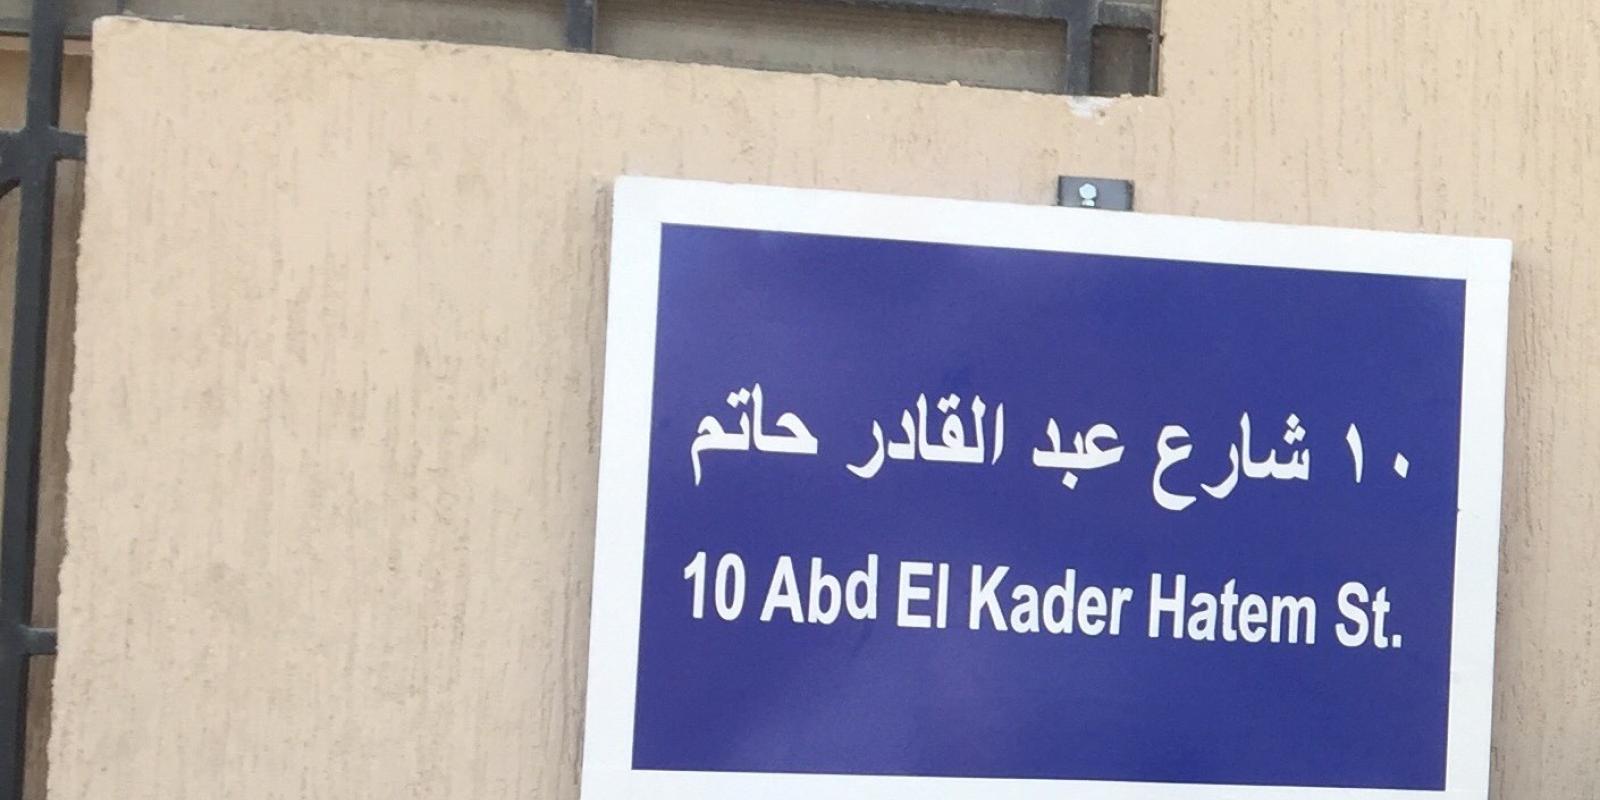 ١٠ شارع عبد القادر حاتم
10 Abd El Kader Hatem St.